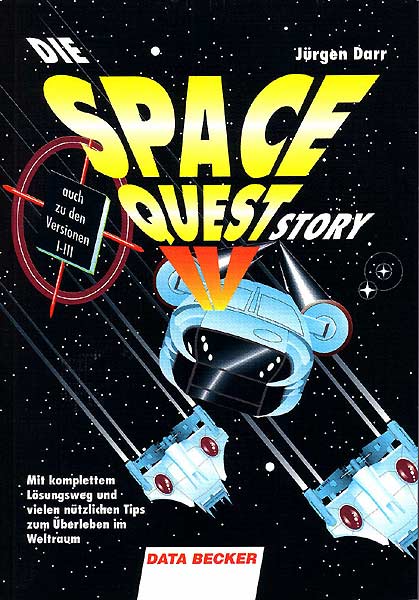 DIE
Jürgen Darr
SPACE
QUEST STORY
IV
auch
zu den
Versionen
I-III
Mit komplettem
Lösungsweg und
vielen nützlichen Tips
zum Überleben im
Weltraum
DATA BECKER